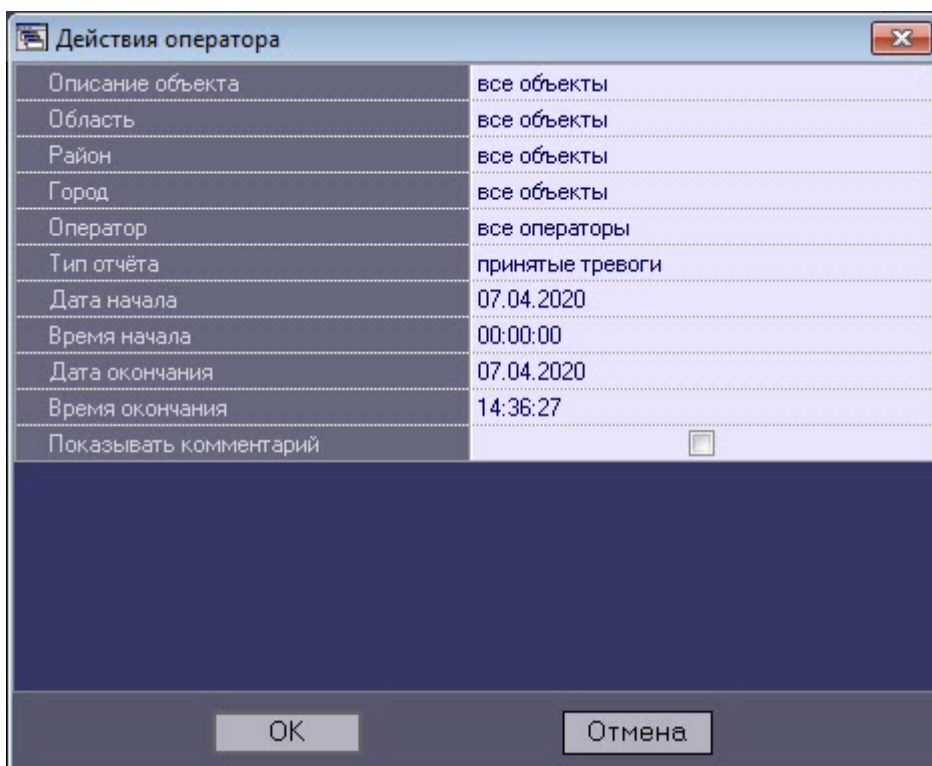 Действия оператора
Описание объекта все объекты
Область все объекты
Район все объекты
Город все объекты
Оператор все операторы
Тип отчёта принятые тревоги
Дата начала 07.04.2020
Время начала 00:00:00
Дата окончания 07.04.2020
Время окончания 14:36:27
Показывать комментарий
OK Отмена